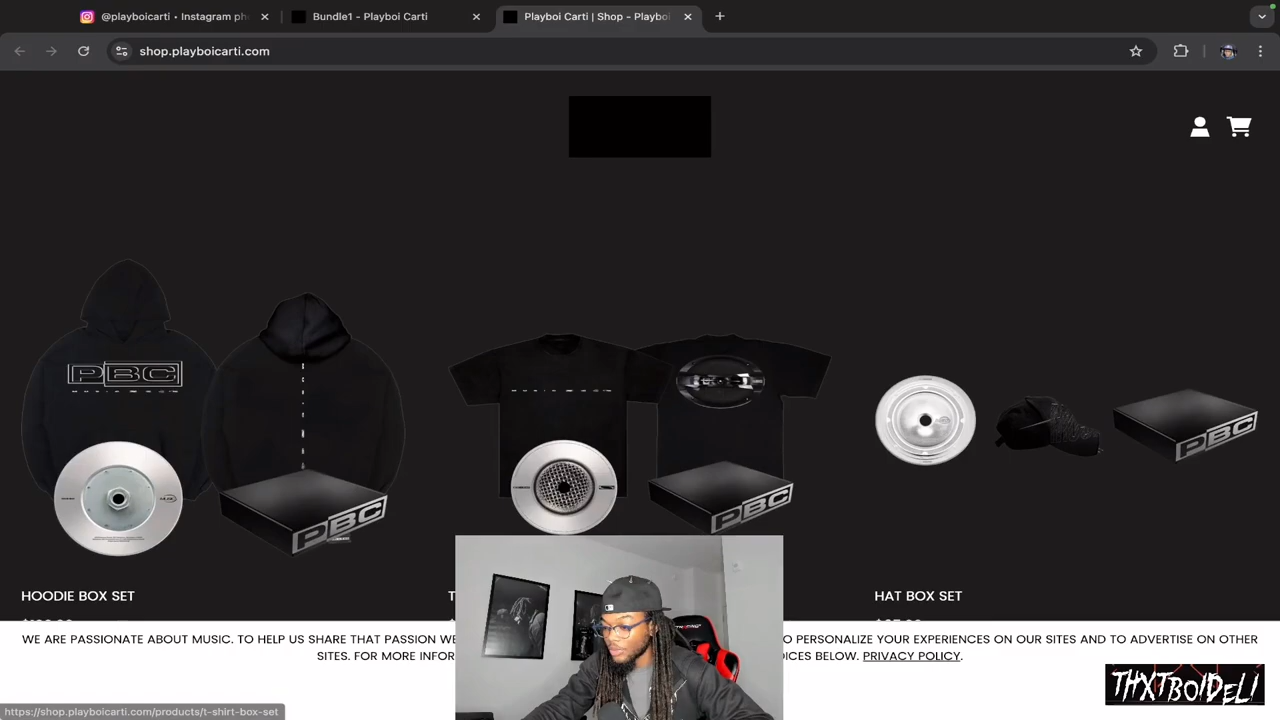 @playboicarti • Instagram ph
Bundle1 - Playboi Carti
Playboi Carti | Shop - Playboi
shop.playboicarti.com
PBC
PBC
PBC
PBC
HOODIE BOX SET
T
HAT BOX SET
WE ARE PASSIONATE ABOUT MUSIC. TO HELP US SHARE THAT PASSION WE
O PERSONALIZE YOUR EXPERIENCES ON OUR SITES AND TO ADVERTISE ON OTHER
SITES. FOR MORE INFOR
ICES BELOW. PRIVACY POLICY.
THXTBOIDELI
https://shop.playboicarti.com/products/t-shirt-box-set